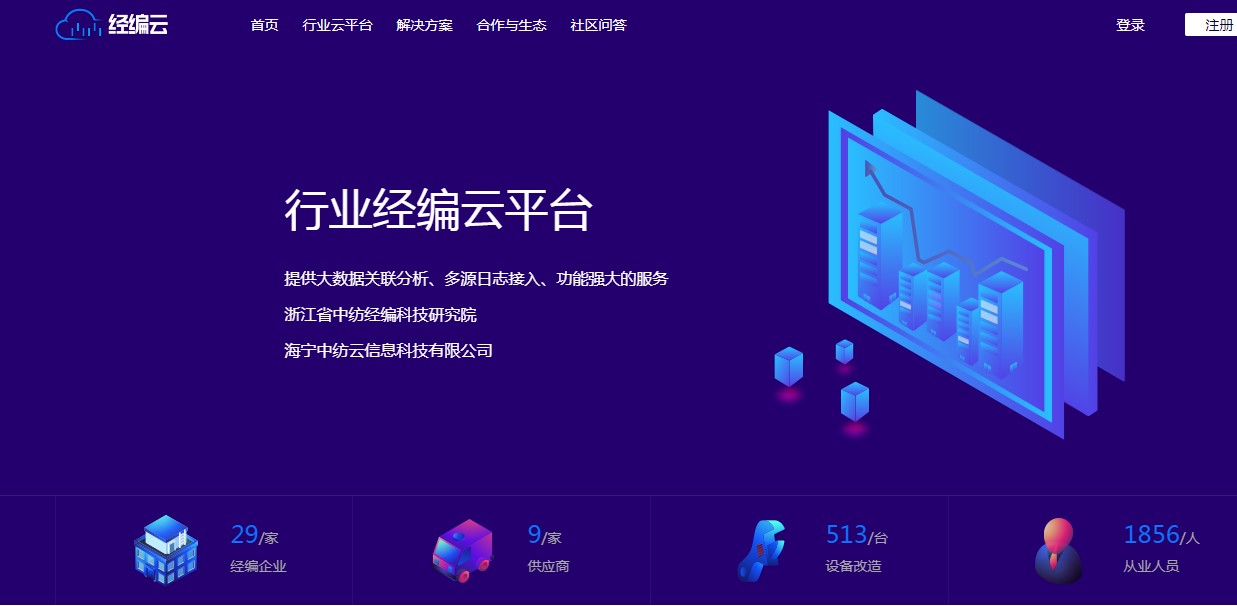 经编云 首页 行业云平台 解决方案 合作与生态 社区问答 登录 注册
行业经编云平台
提供大数据关联分析、多源日志接入、功能强大的服务
浙江省中纺经编科技研究院
海宁中纺云信息科技有限公司
29/家 9/家 513/台 1856/人
经编企业 供应商 设备改造 从业人员